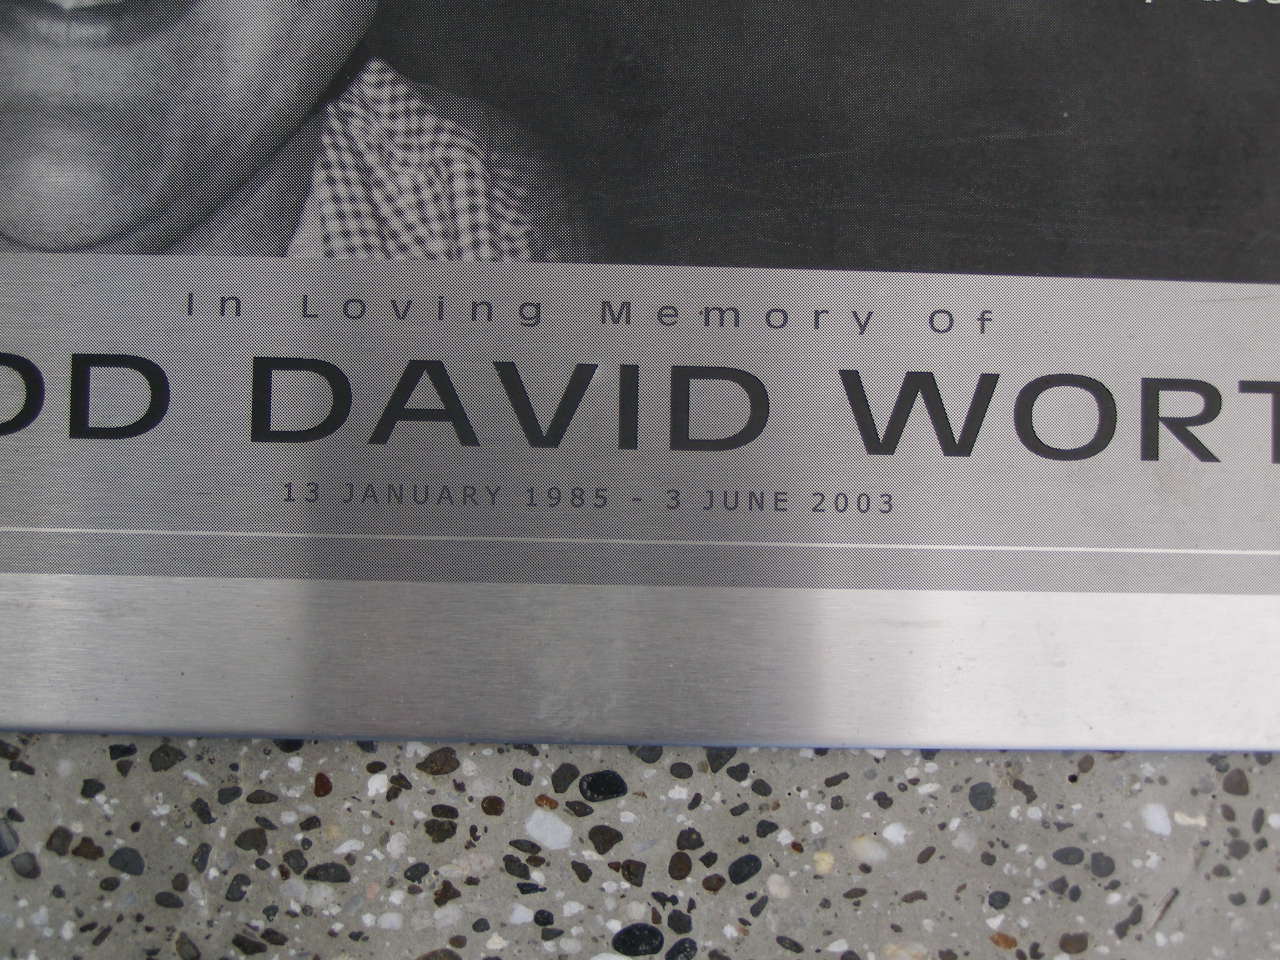 In Loving Memory Of
DD DAVID WORT
13 JANUARY 1985 - 3 JUNE 2003